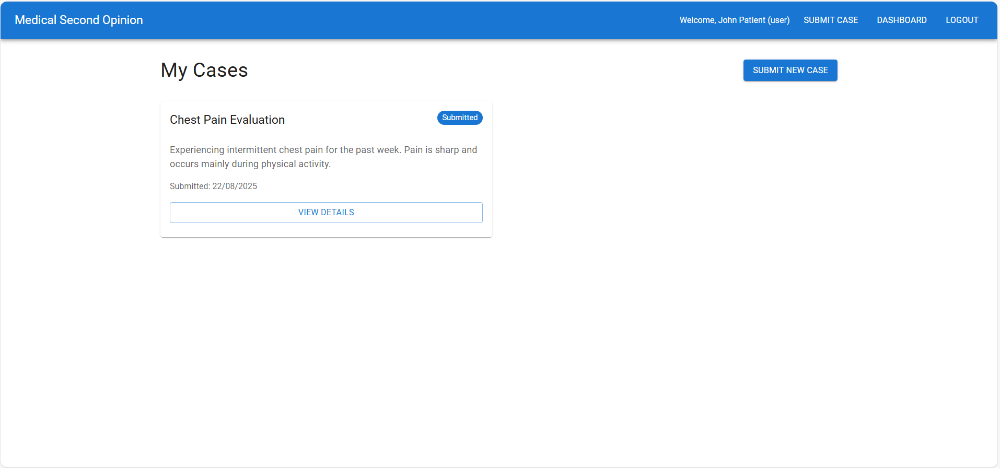 Medical Second Opinion
Welcome, John Patient (user)
SUBMIT CASE
DASHBOARD
LOGOUT
My Cases
SUBMIT NEW CASE
Chest Pain Evaluation
Submitted
Experiencing intermittent chest pain for the past week. Pain is sharp and
occurs mainly during physical activity.
Submitted: 22/08/2025
VIEW DETAILS